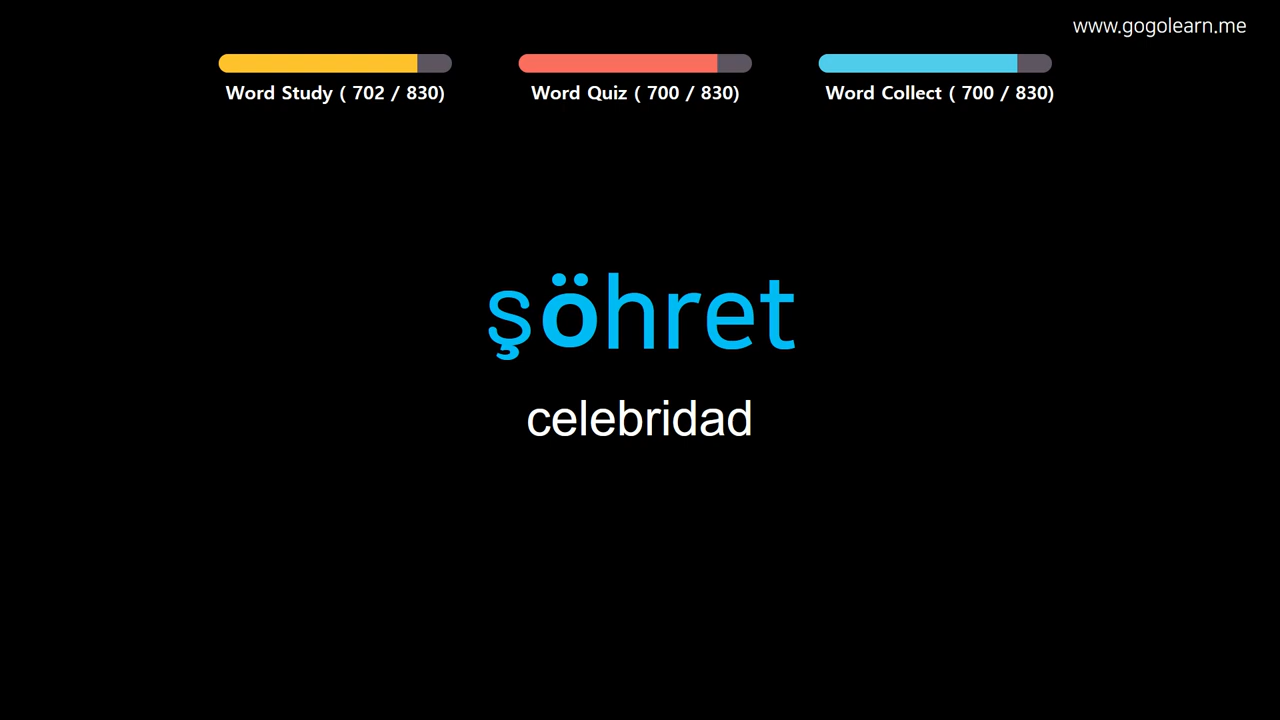 www.gogolearn.me
Word Study ( 702 / 830)
Word Quiz ( 700 / 830)
Word Collect ( 700 / 830)
şöhret
celebridad